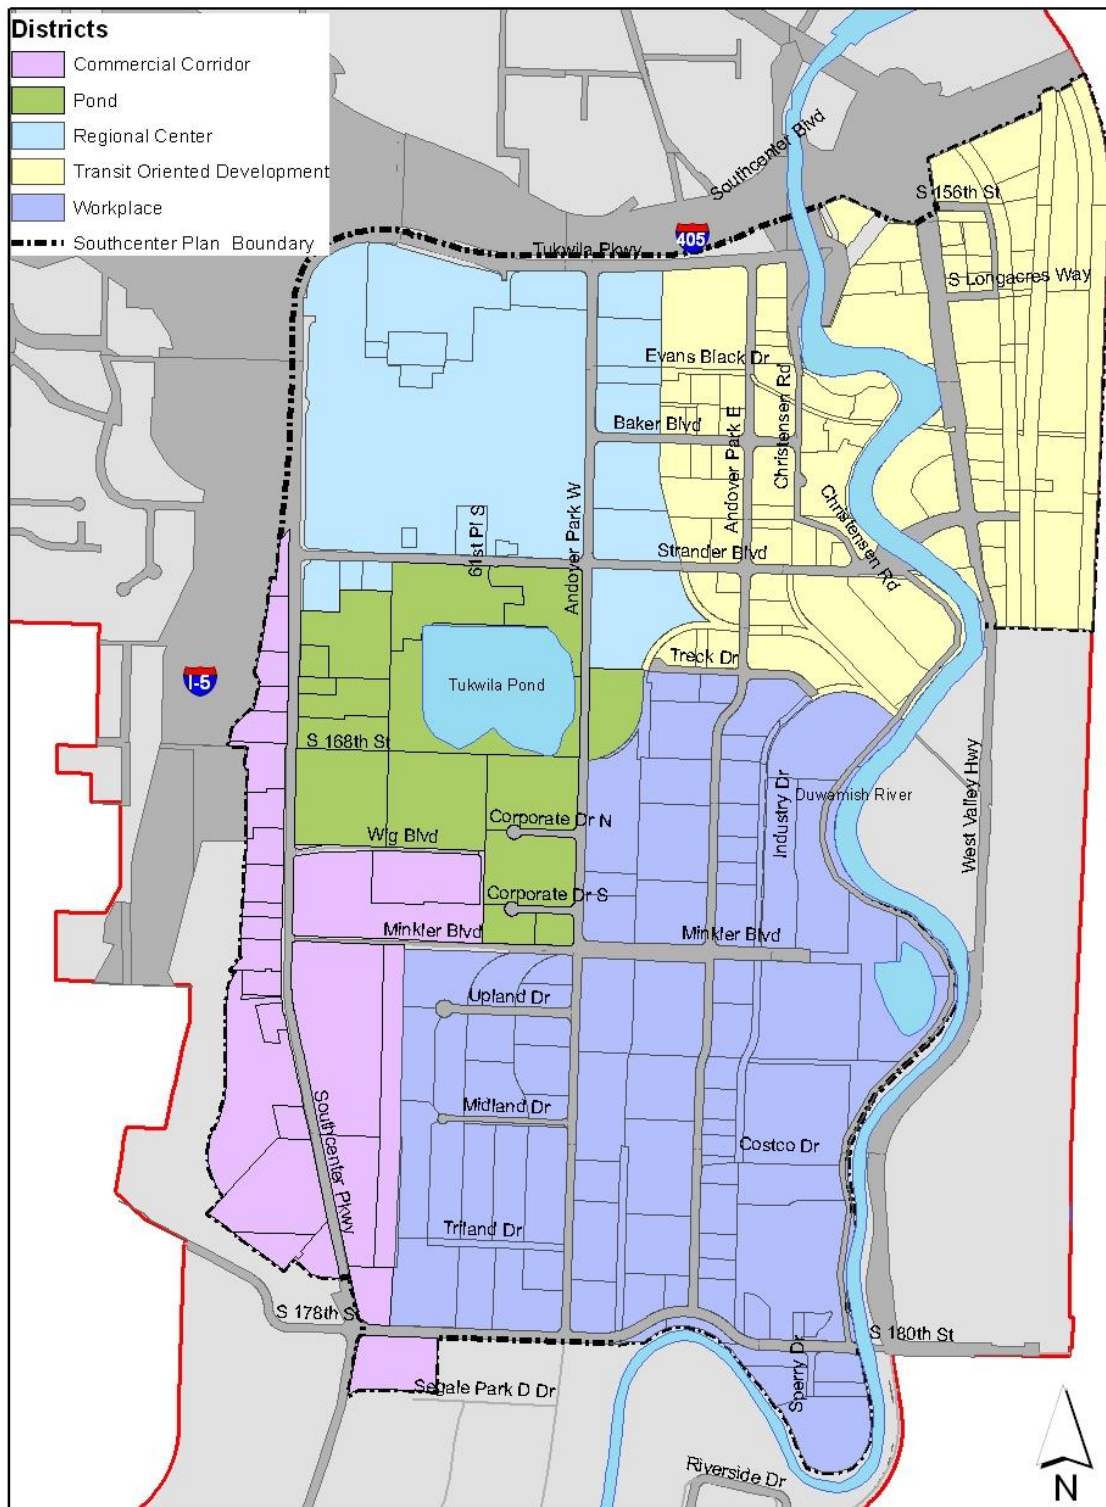 Districts
Commercial Corridor
Pond
Regional Center
Transit Oriented Development
Workplace
Southcenter Plan Boundary
Southcenter Blvd
S 156th St
405
Tukwila Pkwy
S Longacres Way
Evans Black Dr
Christensen Rd
Baker Blvd
Andover Park E
61st Pl S
Andover Park W
Christensen Rd
Strander Blvd
Treck Dr
I-5
Tukwila Pond
S 168th St
Industry Dr
Duwamish River
West Valley Hwy
Corporate Dr N
Wig Blvd
Corporate Dr S
Minkler Blvd
Minkler Blvd
Upland Dr
Midland Dr
Southcenter Pkwy
Costco Dr
Triland Dr
S 178th St
S 180th St
Sperry Dr
Segale Park D Dr
Riverside Dr
N